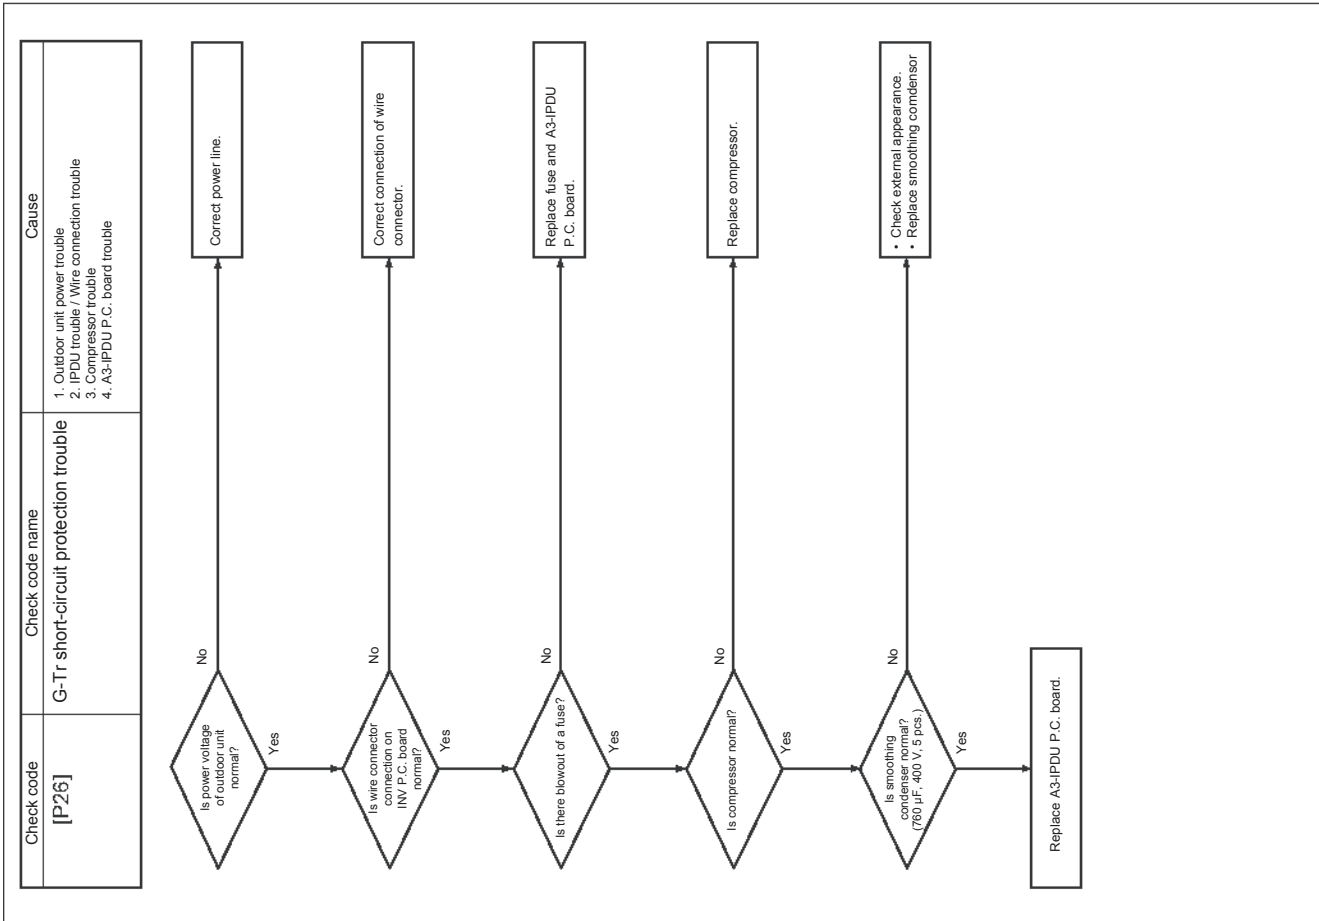 Check code
Check code name
Cause
[P26]
G-Tr short-circuit protection trouble
1. Outdoor unit power trouble
2. IPDU trouble / Wire connection trouble
3. Compressor trouble
4. A3-IPDU P.C. board trouble
Is power voltage
of outdoor unit
normal?
No
Correct power line.
Yes
Is wire connector
connection on
INV P.C. board
normal?
No
Correct connection of wire
connector.
Yes
Is there blowout of a fuse?
No
Replace fuse and A3-IPDU
P.C. board.
Yes
Is compressor normal?
No
Replace compressor.
Yes
Is smoothing
condenser normal?
(760 µF, 400 V, 5 pcs.)
No
• Check external appearance.
• Replace smoothing comdensor
Yes
Replace A3-IPDU P.C. board.